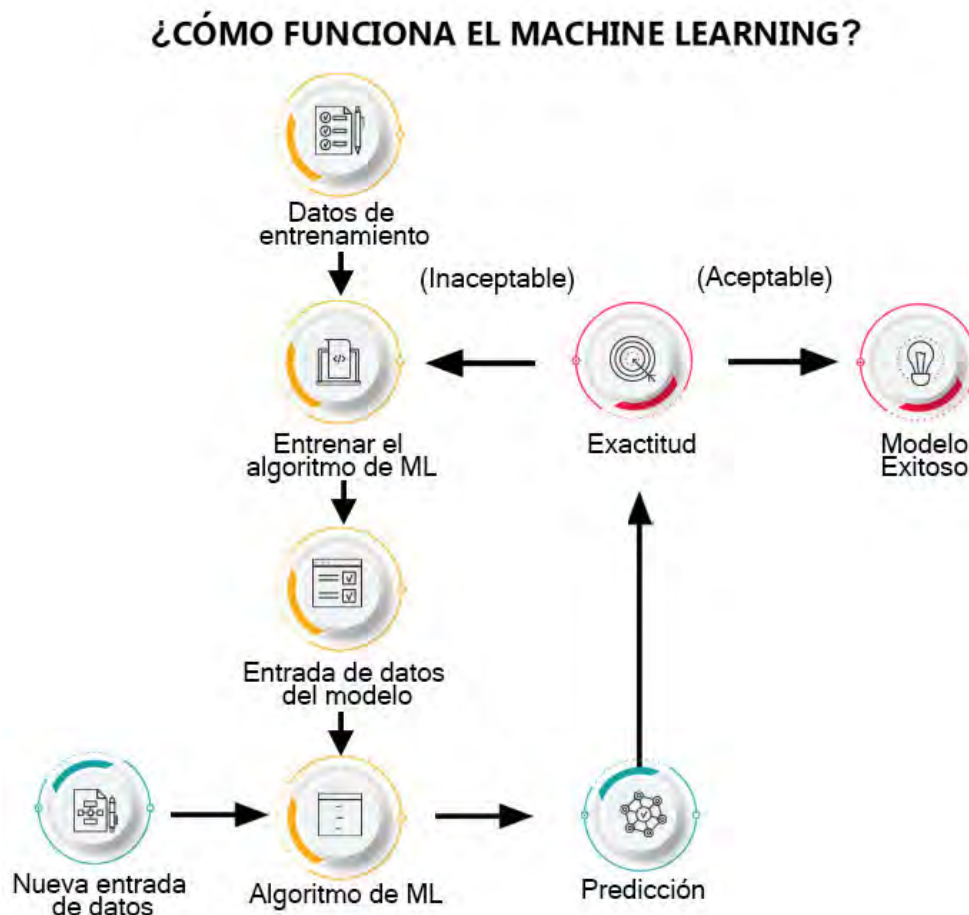 ¿CÓMO FUNCIONA EL MACHINE LEARNING?
Datos de
entrenamiento
(Inaceptable)
(Aceptable)
</>
Entrenar el
algoritmo de ML
Exactitud
Modelo
Exitoso
Entrada de datos
del modelo
Nueva entrada
de datos
Algoritmo de ML
Predicción